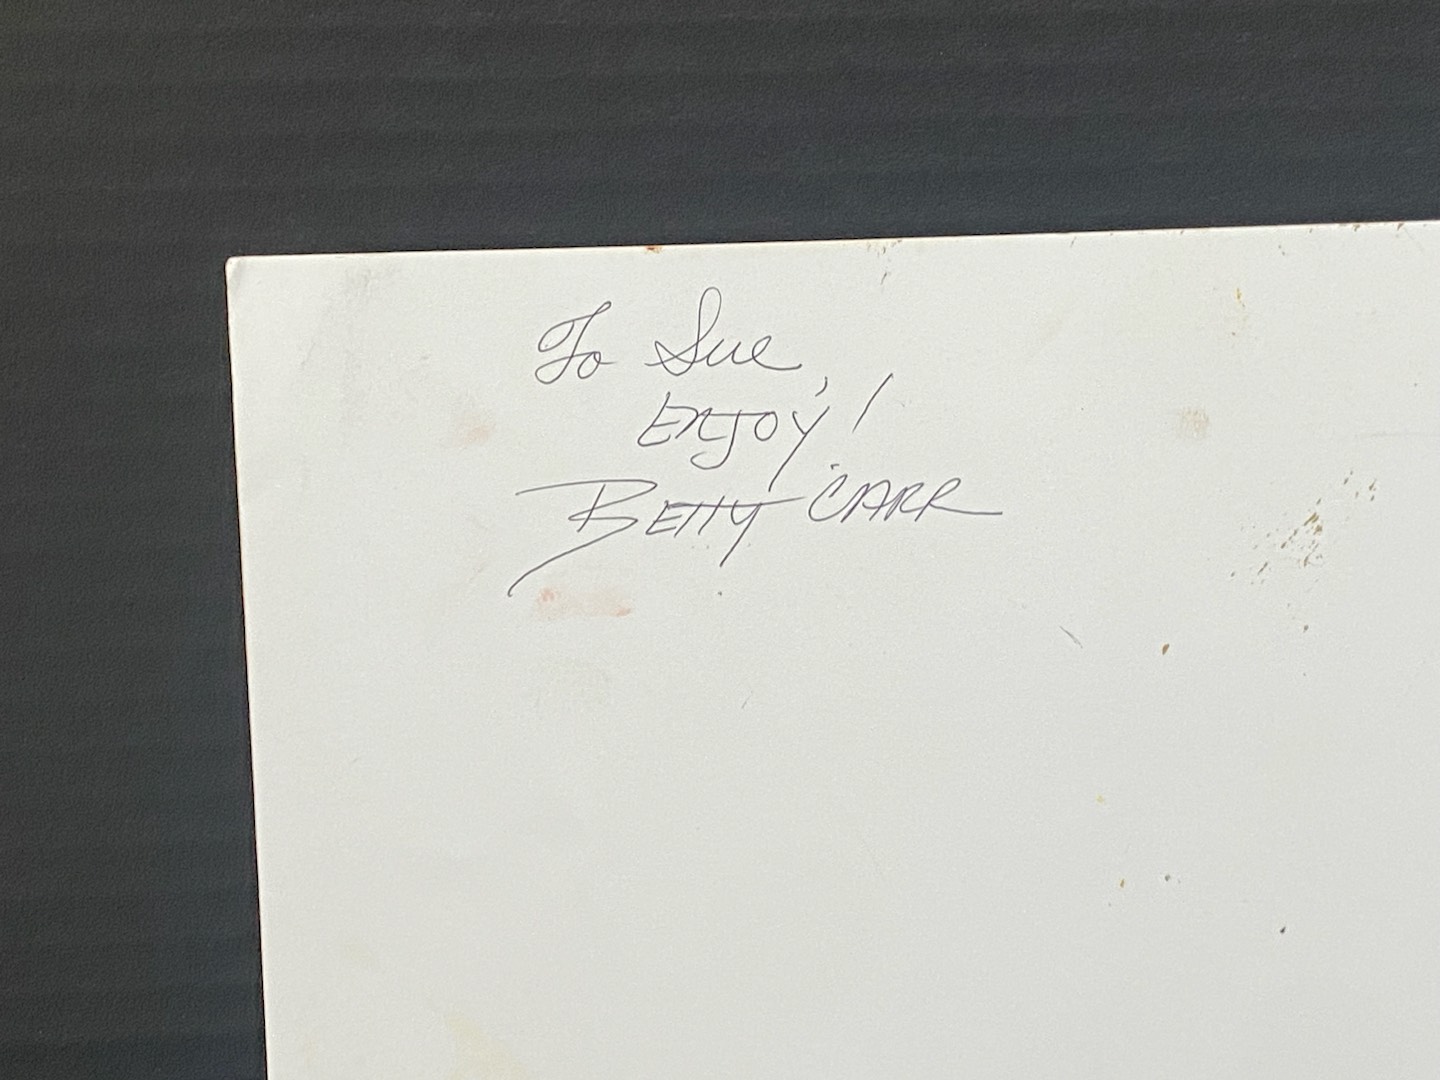 To Sue,
ENJOY!
BETTY CARR